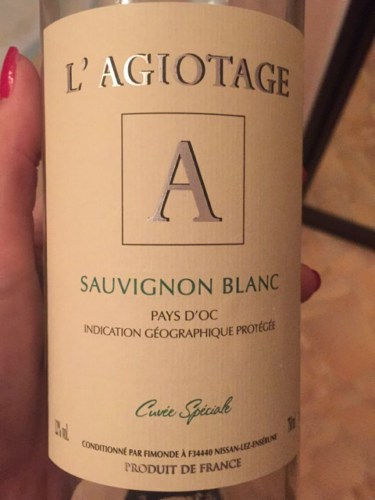 L' AGIOTAGE
A
SAUVIGNON BLANC
PAYS D'OC
INDICATION GÉOGRAPHIQUE PROTÉGÉE
Cuvée Spéciale
CONDITIONNÉ PAR FIMONDE À F34440 NISSAN-LEZ-ENSÉRUNE
PRODUIT DE FRANCE